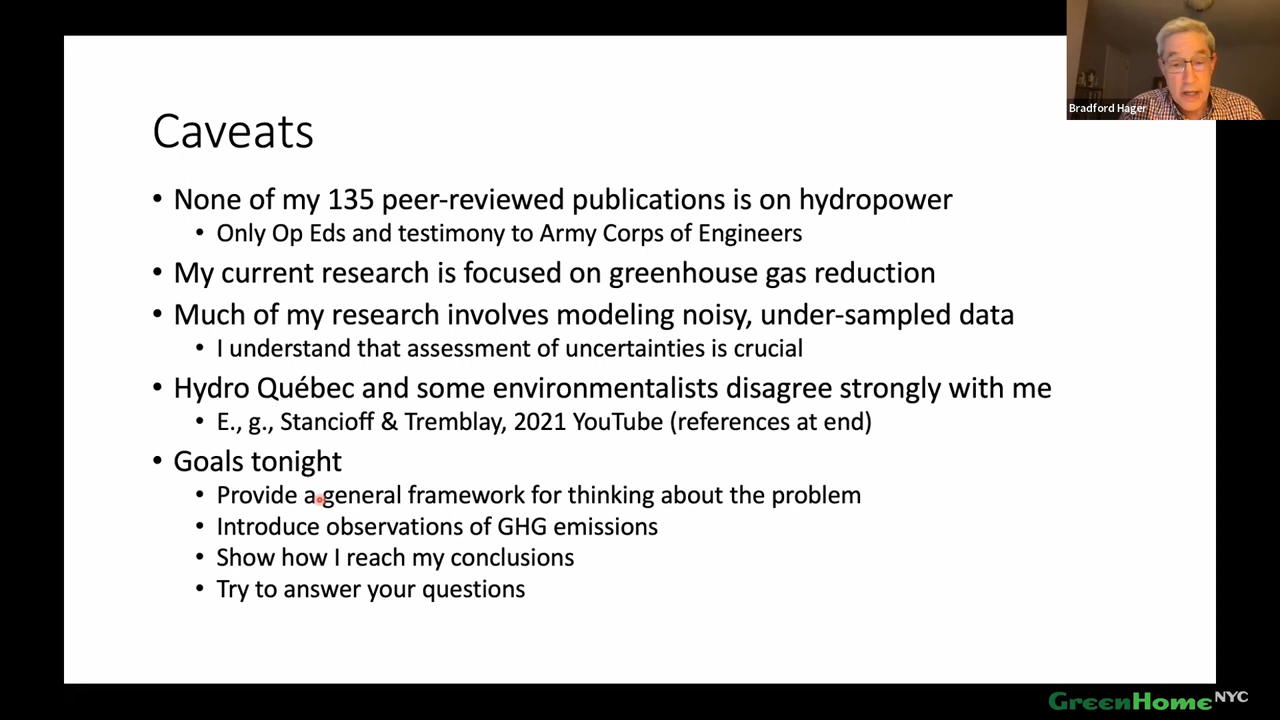 Bradford Hager
Caveats
• None of my 135 peer-reviewed publications is on hydropower
• Only Op Eds and testimony to Army Corps of Engineers
• My current research is focused on greenhouse gas reduction
• Much of my research involves modeling noisy, under-sampled data
• I understand that assessment of uncertainties is crucial
• Hydro Québec and some environmentalists disagree strongly with me
• E., g., Stancioff & Tremblay, 2021 YouTube (references at end)
• Goals tonight
• Provide a general framework for thinking about the problem
• Introduce observations of GHG emissions
• Show how I reach my conclusions
• Try to answer your questions
GreenHomeNYC